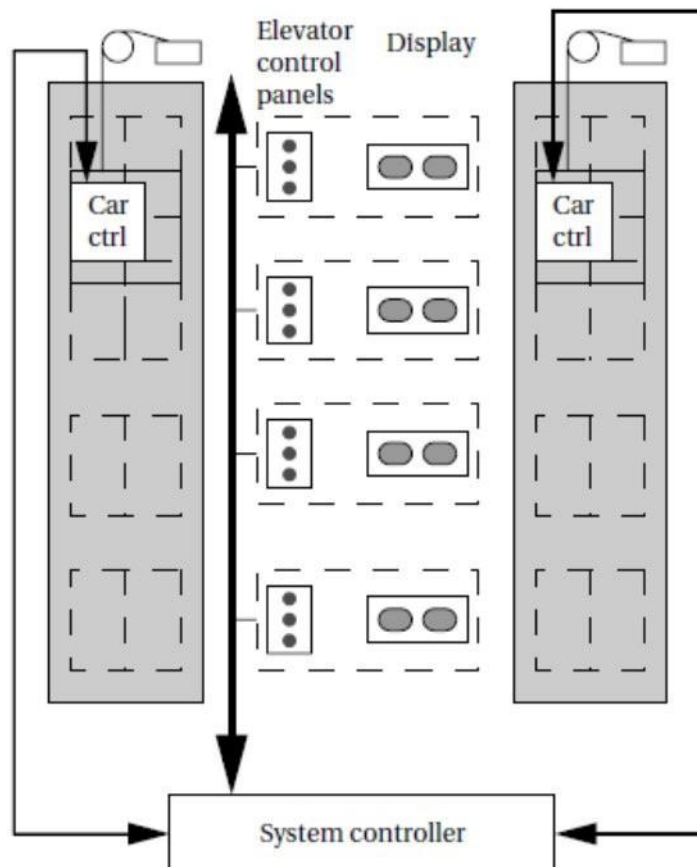 Elevator
control
panels
Display
Car
ctrl
Car
ctrl
System controller